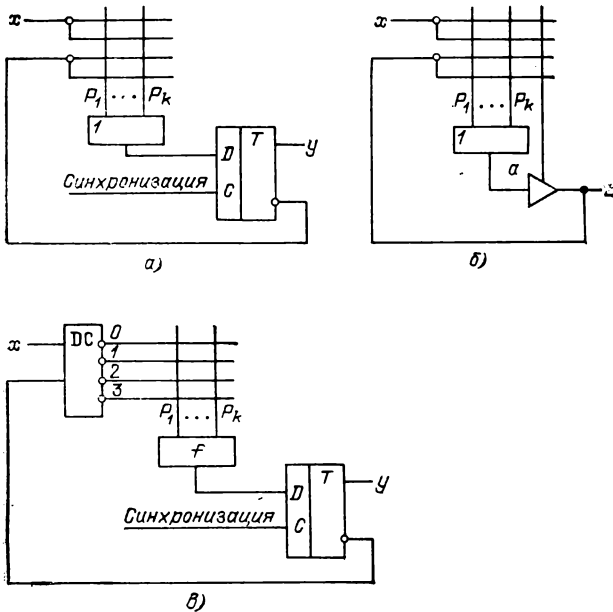 x
P₁ ... Pₖ
1
D T
y
Синхронизация
C
а)
x
P₁ ... Pₖ
1
a
z
б)
x
DC
0
1
2
3
P₁ ... Pₖ
f
D T
y
Синхронизация
C
в)